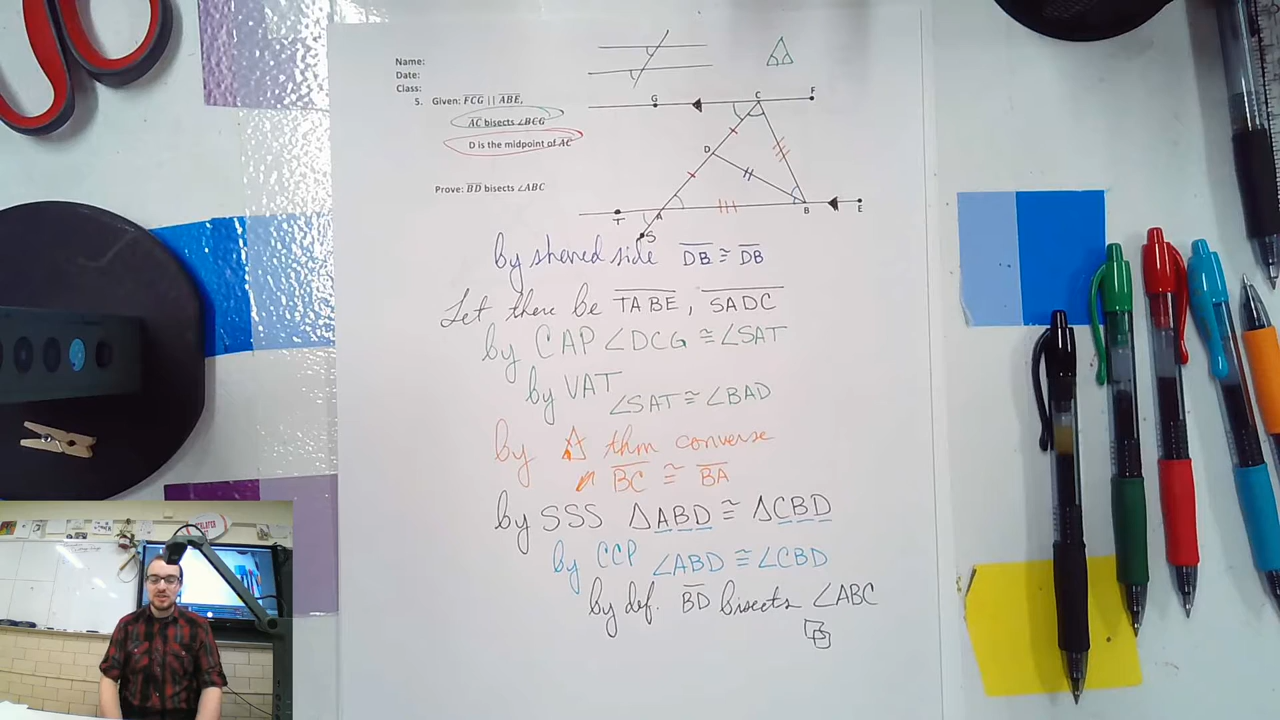 Name:
Date:
Class:
5. Given: FCG || ABE,
AC bisects ∠BCG
D is the midpoint of AC
Prove: BD bisects ∠ABC
G C F
D
T A B E
S
by shared side DB ≅ DB
Let there be TABE, SADC
by CAP ∠DCG ≅ ∠SAT
by VAT
∠SAT ≅ ∠BAD
by thm converse
BC ≅ BA
by SSS ΔABD ≅ ΔCBD
by CCP ∠ABD ≅ ∠CBD
by def. BD bisects ∠ABC